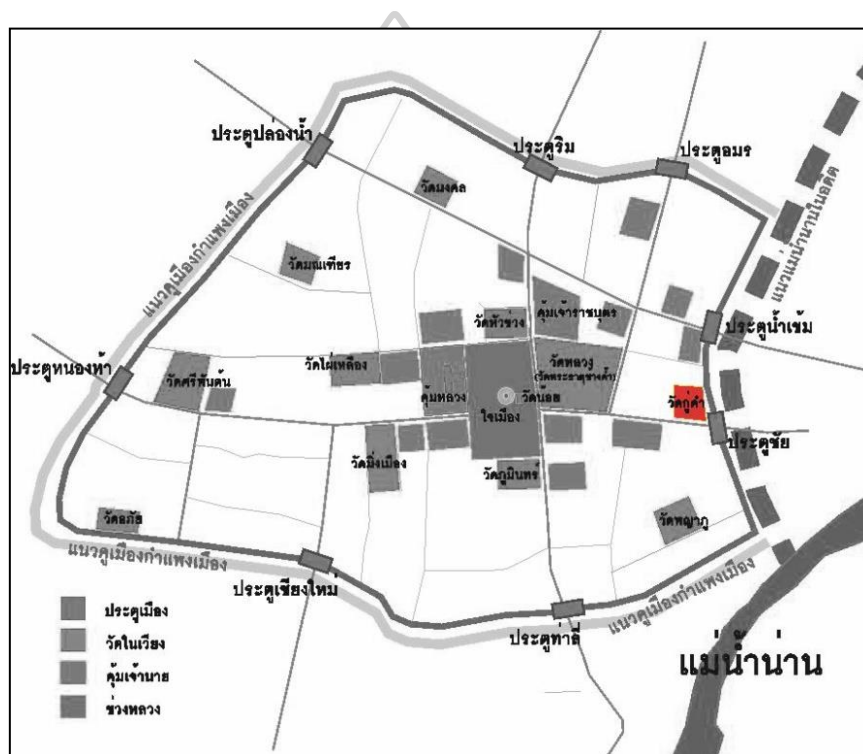 ประตูปล่องน้ำ
ประตูริม
ประตูอมร
วัดมงคล
แนวแม่น้ำน่านในอดีต
แนวคูเมืองกำแพงเมือง
วัดมณเฑียร
วัดหัวข่วง
คุ้มเจ้าราชบุตร
ประตูน้ำเข้ม
ประตูหนองห้า
วัดศรีพันต้น
วัดไผ่เหลือง
คุ้มหลวง
ใจเมือง
วัดน้อย
วัดหลวง
(วัดพระธาตุช้างค้ำ)
วัดกู่คำ
ประตูชัย
วัดมิ่งเมือง
วัดภูมินทร์
วัดพญาภู
วัดอภัย
แนวคูเมืองกำแพงเมือง
ประตูเชียงใหม่
ประตูท่าลี่
แนวคูเมืองกำแพงเมือง
แม่น้ำน่าน
ประตูเมือง
วัดในเวียง
คุ้มเจ้านาย
ข่วงหลวง